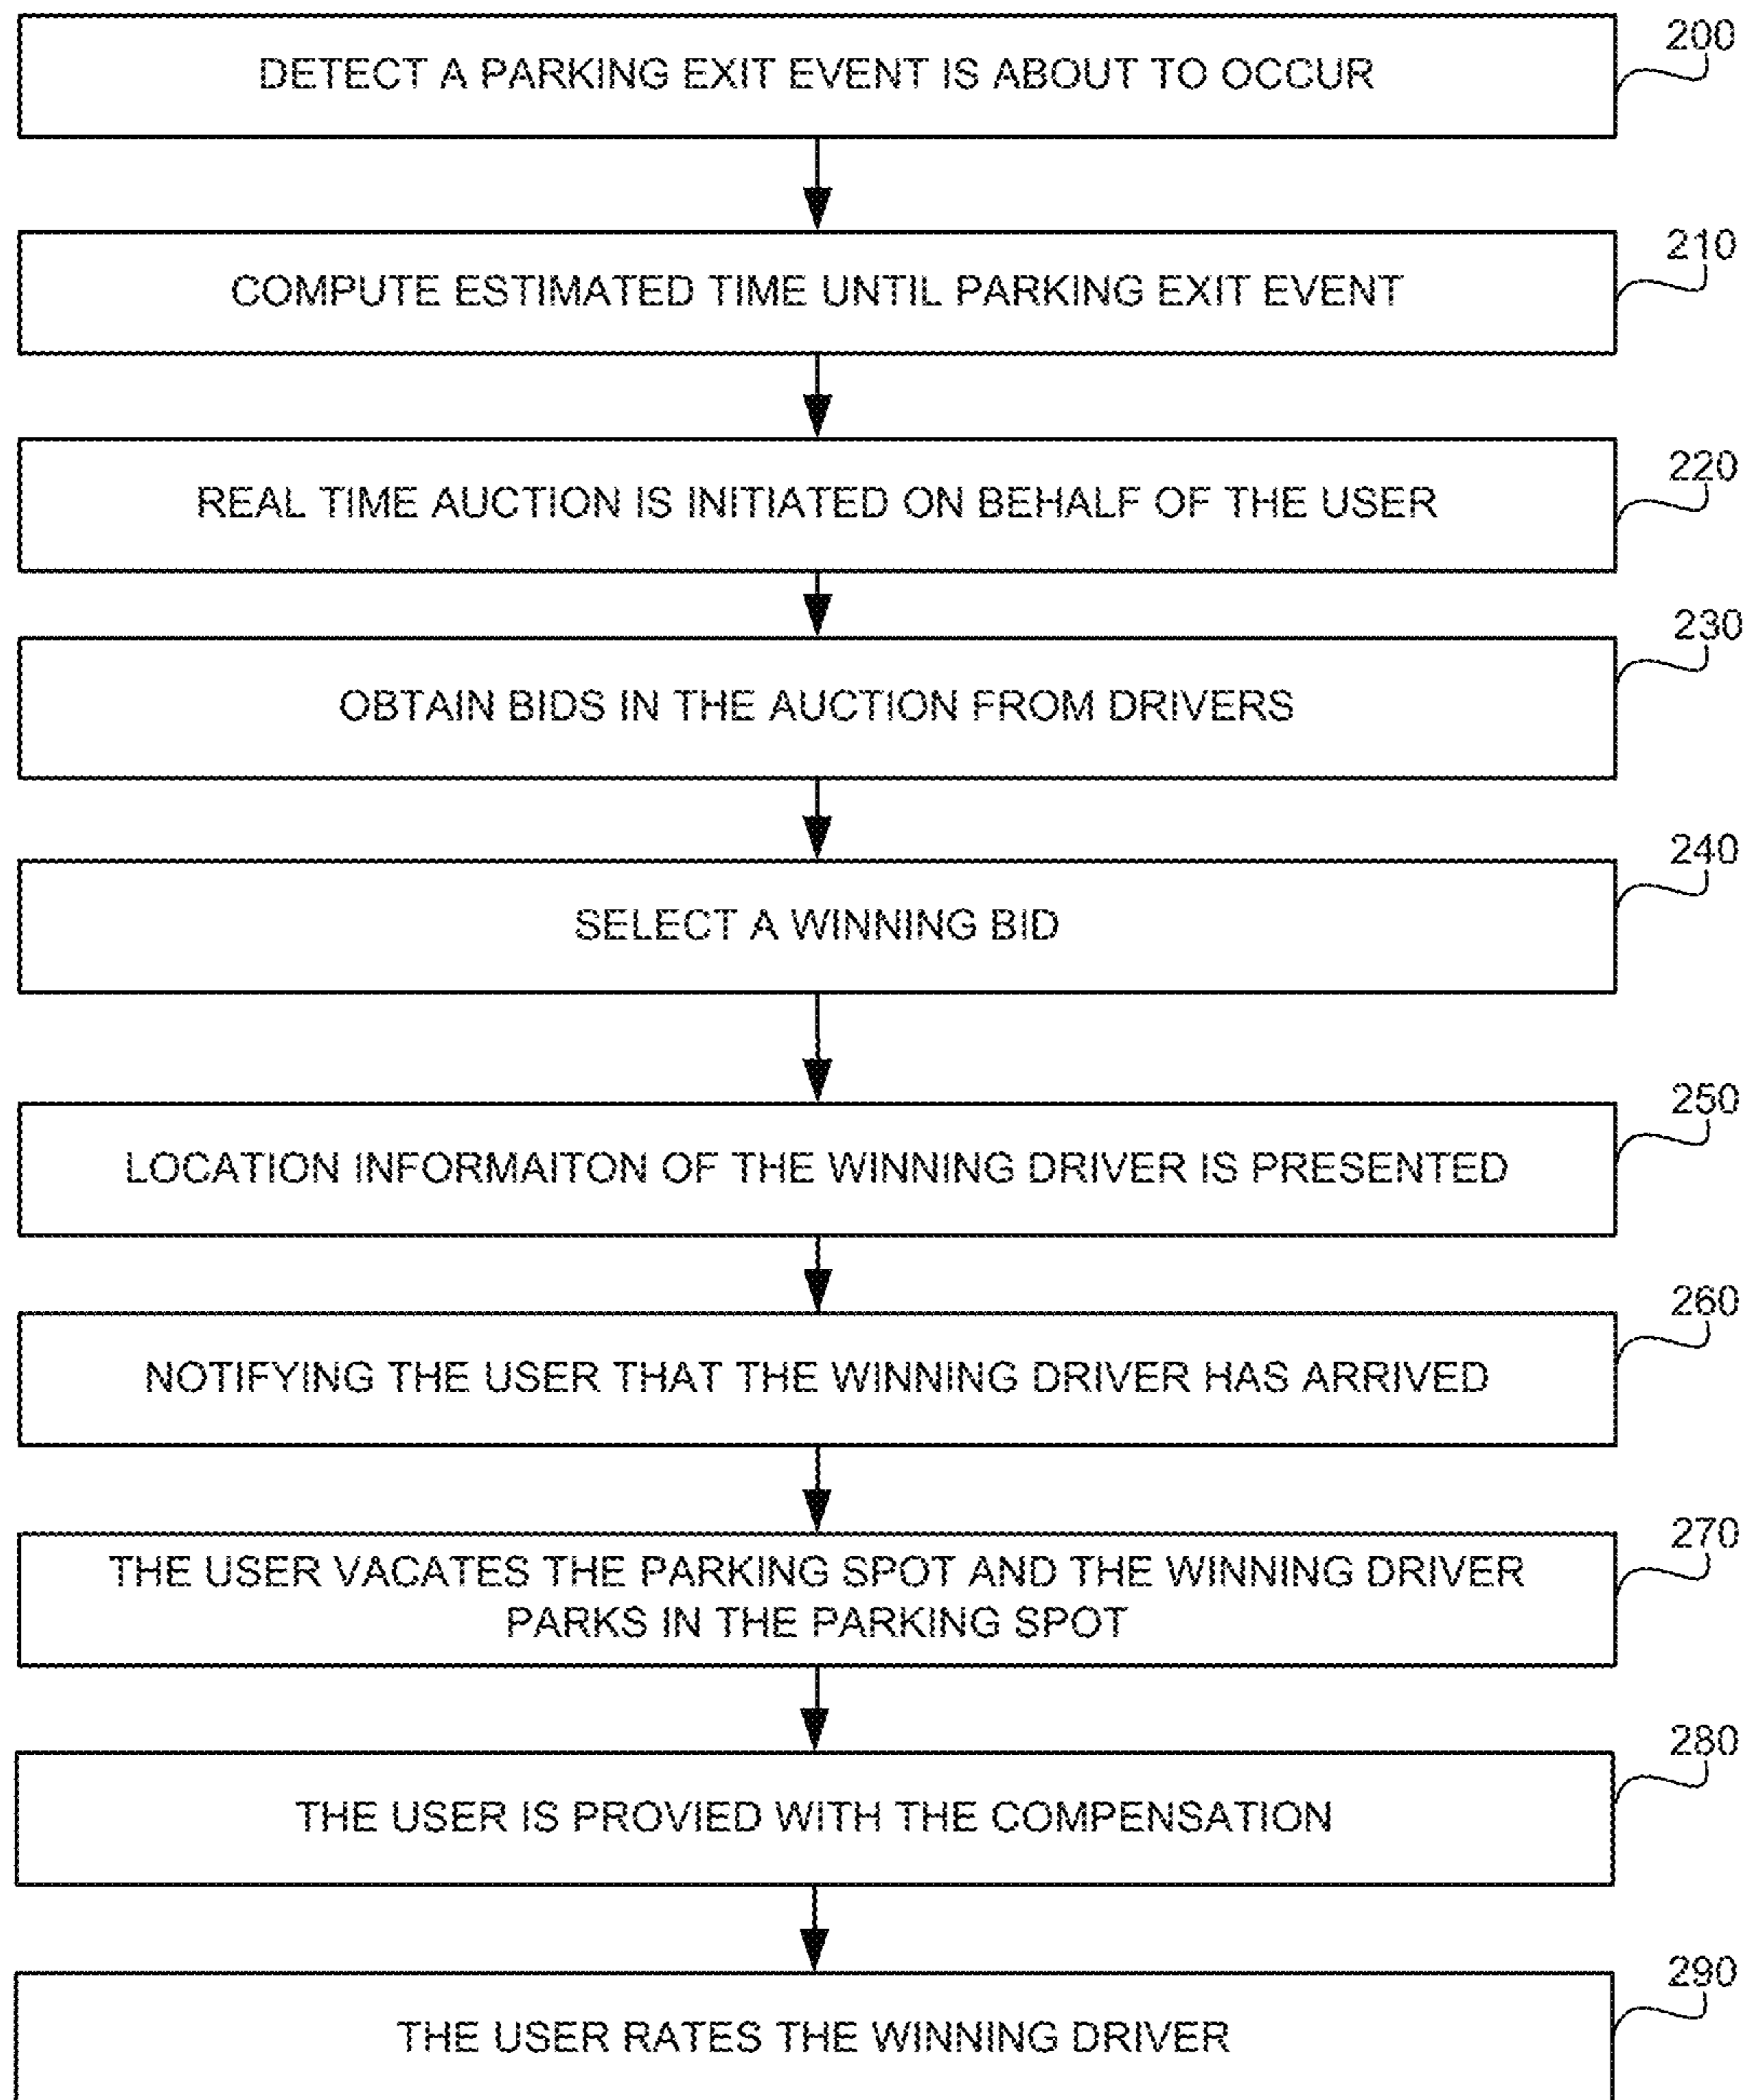 200
DETECT A PARKING EXIT EVENT IS ABOUT TO OCCUR
210
COMPUTE ESTIMATED TIME UNTIL PARKING EXIT EVENT
220
REAL TIME AUCTION IS INITIATED ON BEHALF OF THE USER
230
OBTAIN BIDS IN THE AUCTION FROM DRIVERS
240
SELECT A WINNING BID
250
LOCATION INFORMAITON OF THE WINNING DRIVER IS PRESENTED
260
NOTIFYING THE USER THAT THE WINNING DRIVER HAS ARRIVED
270
THE USER VACATES THE PARKING SPOT AND THE WINNING DRIVER
PARKS IN THE PARKING SPOT
280
THE USER IS PROVIED WITH THE COMPENSATION
290
THE USER RATES THE WINNING DRIVER